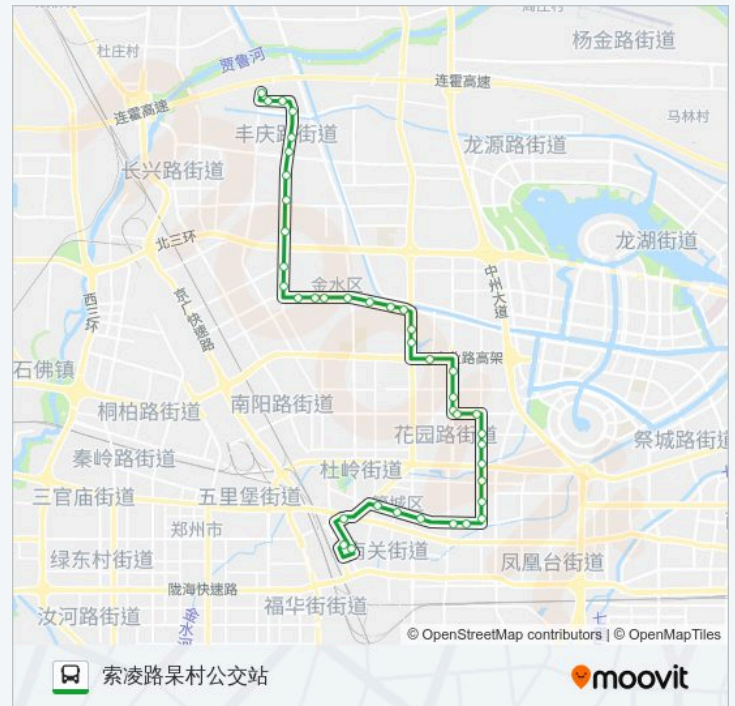 周庄村
杜庄村
贾鲁河
杨金路街道
连霍高速
连霍高速
马林村
丰庆路街道
龙源路街道
长兴路街道
北三环
龙湖街道
金水区
中州大道
西三环
京广快速路
石佛镇
路高架
桐柏路街道
南阳路街道
花园路街道
祭城路街道
秦岭路街道
杜岭街道
三官庙街道
五里堡街道
管城区
郑州市
绿东村街道
南关街道
凤凰台街道
陇海快速路
汝河路街道
金水河
福华街街道
七
© OpenStreetMap contributors | © OpenMapTiles
索凌路杲村公交站
moovit